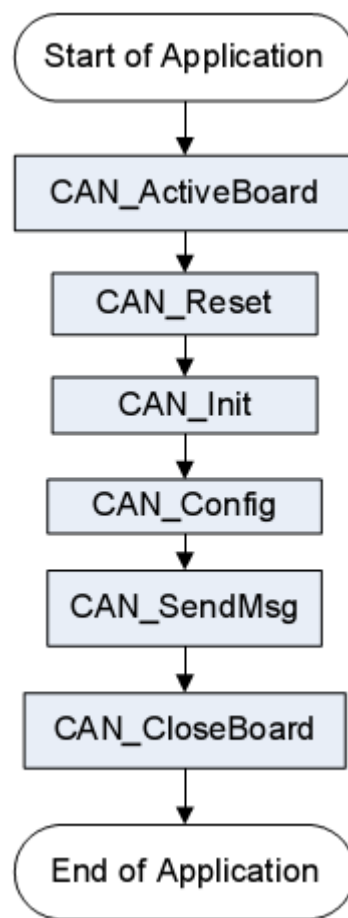 Start of Application
CAN_ActiveBoard
CAN_Reset
CAN_Init
CAN_Config
CAN_SendMsg
CAN_CloseBoard
End of Application